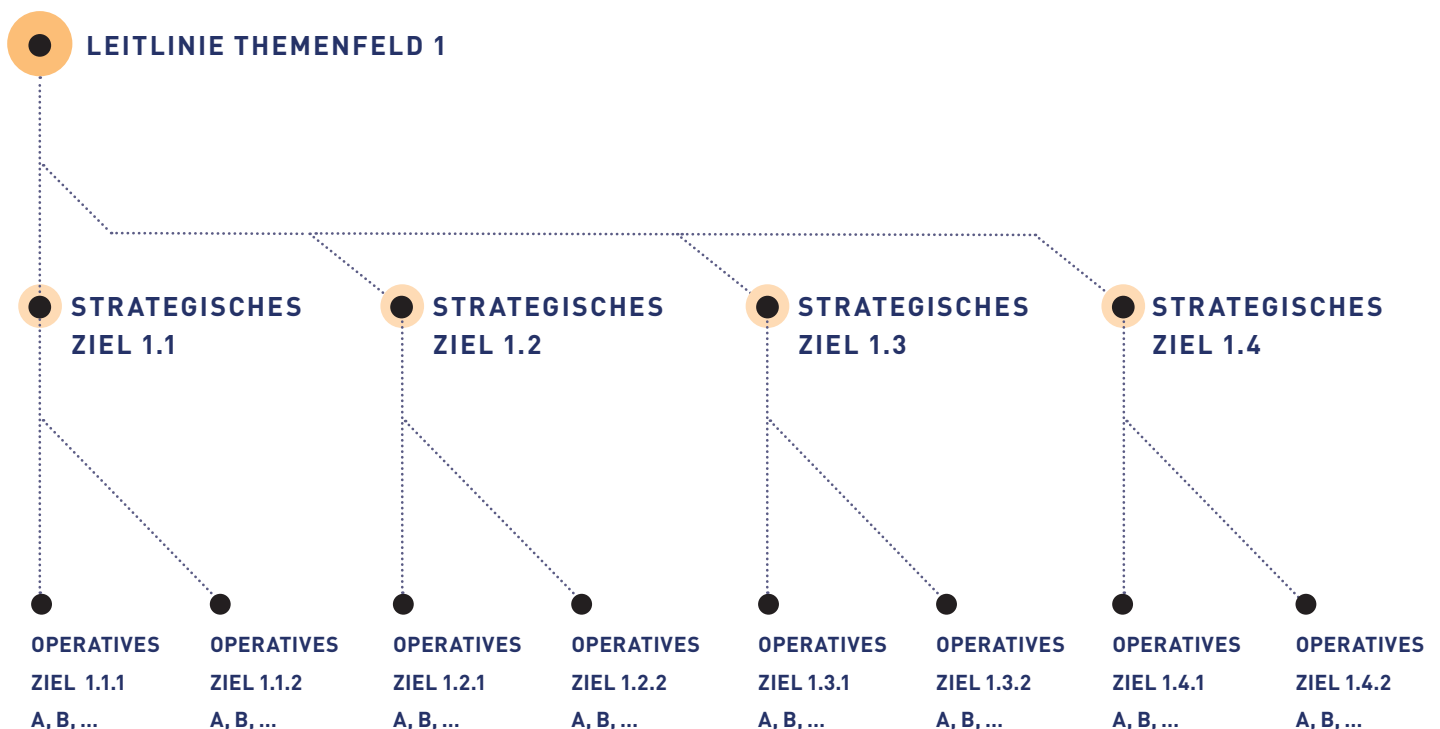 LEITLINIE THEMENFELD 1
STRATEGISCHES
ZIEL 1.1
STRATEGISCHES
ZIEL 1.2
STRATEGISCHES
ZIEL 1.3
STRATEGISCHES
ZIEL 1.4
OPERATIVES
ZIEL 1.1.1
A, B, ...
OPERATIVES
ZIEL 1.1.2
A, B, ...
OPERATIVES
ZIEL 1.2.1
A, B, ...
OPERATIVES
ZIEL 1.2.2
A, B, ...
OPERATIVES
ZIEL 1.3.1
A, B, ...
OPERATIVES
ZIEL 1.3.2
A, B, ...
OPERATIVES
ZIEL 1.4.1
A, B, ...
OPERATIVES
ZIEL 1.4.2
A, B, ...